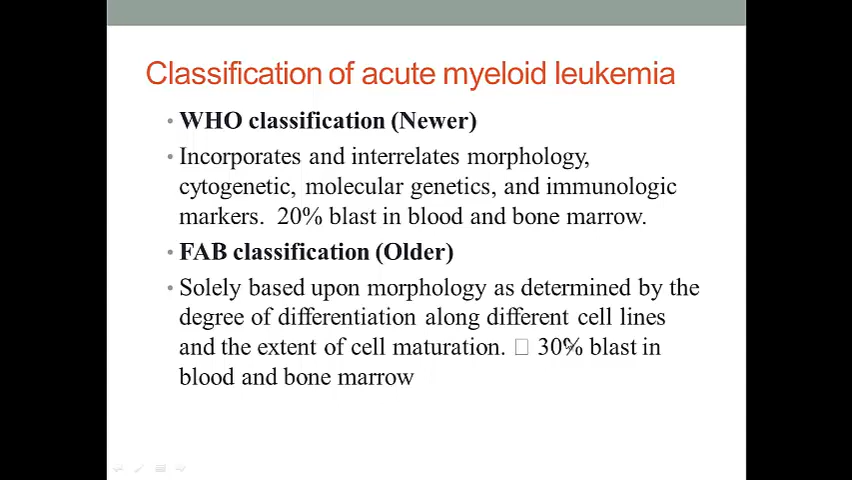 Classification of acute myeloid leukemia
• WHO classification (Newer)
• Incorporates and interrelates morphology,
cytogenetic, molecular genetics, and immunologic
markers. 20% blast in blood and bone marrow.
• FAB classification (Older)
• Solely based upon morphology as determined by the
degree of differentiation along different cell lines
and the extent of cell maturation. □ 30% blast in
blood and bone marrow